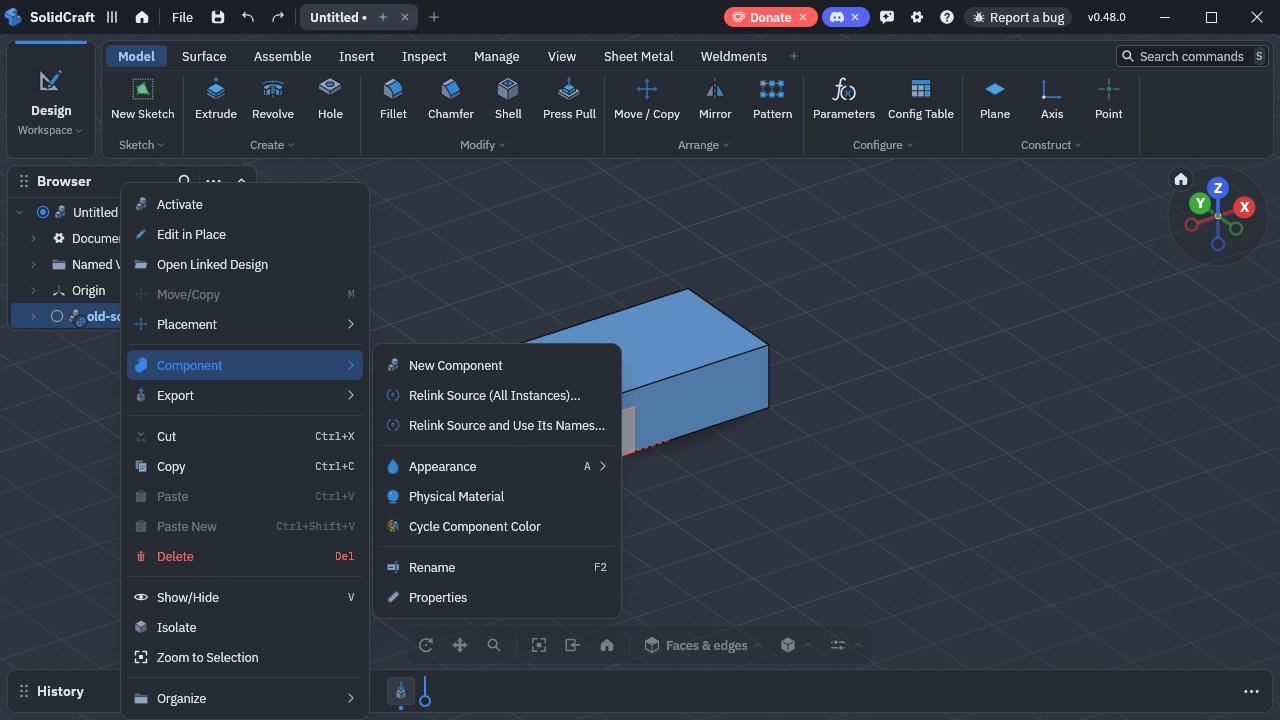 SolidCraft
File
Untitled •
Donate
Report a bug
v0.48.0
Design
Workspace
Model
Surface
Assemble
Insert
Inspect
Manage
View
Sheet Metal
Weldments
Search commands
S
New Sketch
Extrude
Revolve
Hole
Fillet
Chamfer
Shell
Press Pull
Move / Copy
Mirror
Pattern
Parameters
Config Table
Plane
Axis
Point
Sketch
Create
Modify
Arrange
Configure
Construct
Browser
Untitled
Origin
Activate
Edit in Place
Open Linked Design
Move/Copy M
Placement
Component
Export
Cut Ctrl+X
Copy Ctrl+C
Paste Ctrl+V
Paste New Ctrl+Shift+V
Delete Del
Show/Hide V
Isolate
Zoom to Selection
Organize
New Component
Relink Source (All Instances)...
Relink Source and Use Its Names...
Appearance A
Physical Material
Cycle Component Color
Rename F2
Properties
Z
Y
X
Faces & edges
History